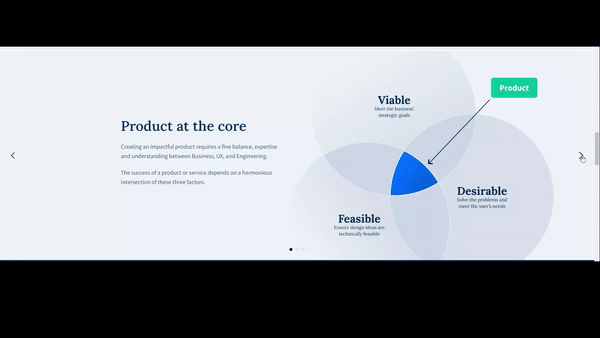 Product at the core
Creating an impactful product requires a fine balance, expertise
and understanding between Business, UX, and Engineering.
The success of a product or service depends on a harmonious
intersection of these three factors.
Product
Viable
Meet the business'
strategic goals
Desirable
Solve the problems and
meet the user's needs
Feasible
Ensure design ideas are
technically feasible